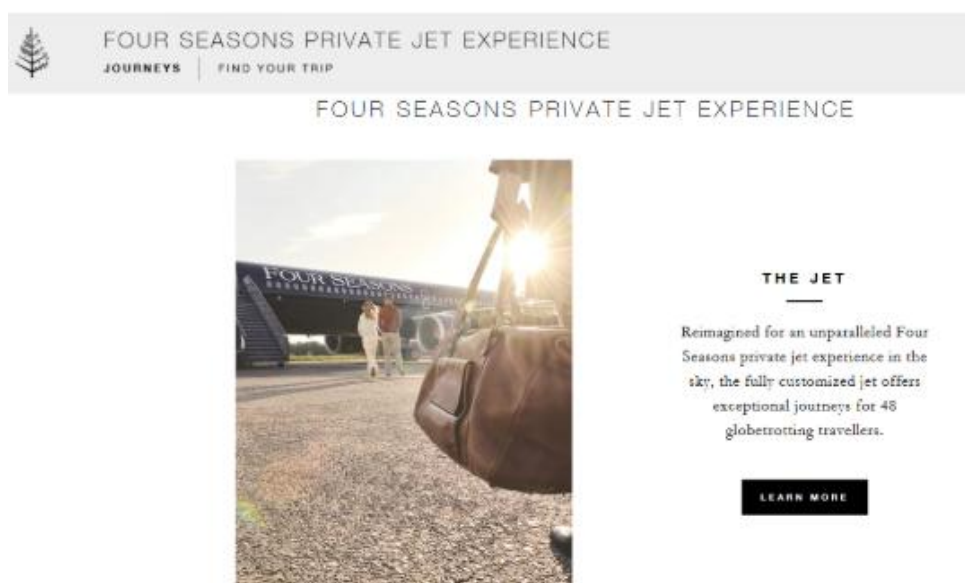 FOUR SEASONS PRIVATE JET EXPERIENCE
JOURNEYS | FIND YOUR TRIP
FOUR SEASONS PRIVATE JET EXPERIENCE
FOUR SEASONS
THE JET
Reimagined for an unparalleled Four
Seasons private jet experience in the
sky, the fully customized jet offers
exceptional journeys for 48
globetrotting travellers.
LEARN MORE